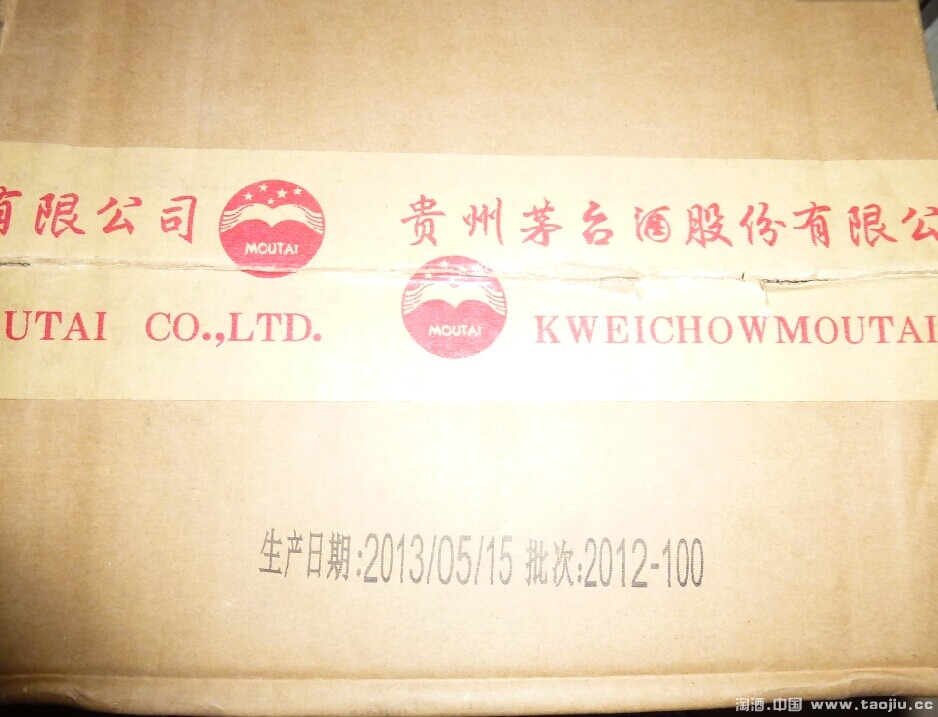 有限公司 MOUTAI 贵州茅台酒股份有限公
UTAI CO.,LTD. MOUTAI KWEICHOWMOUTAI
生产日期:2013/05/15 批次:2012-100
淘酒.中国 www.taojiu.cc